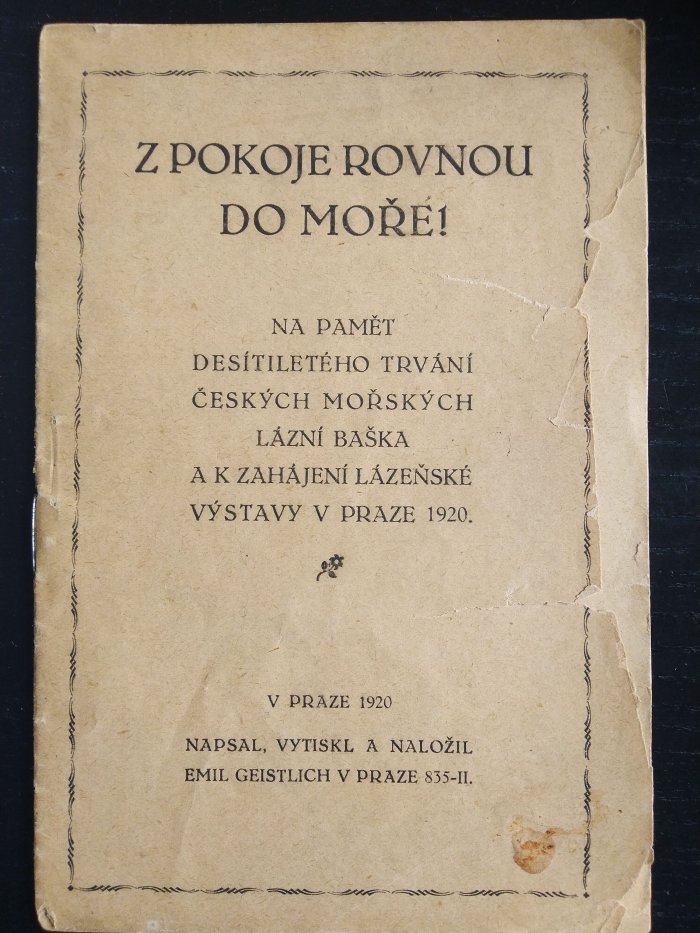 Z POKOJE ROVNOU
DO MOŘE!
NA PAMĚT
DESÍTILETÉHO TRVÁNÍ
ČESKÝCH MOŘSKÝCH
LÁZNÍ BAŠKA
A K ZAHÁJENÍ LÁZEŇSKÉ
VÝSTAVY V PRAZE 1920.
V PRAZE 1920
NAPSAL, VYTISKL A NALOŽIL
EMIL GEISTLICH V PRAZE 835-II.